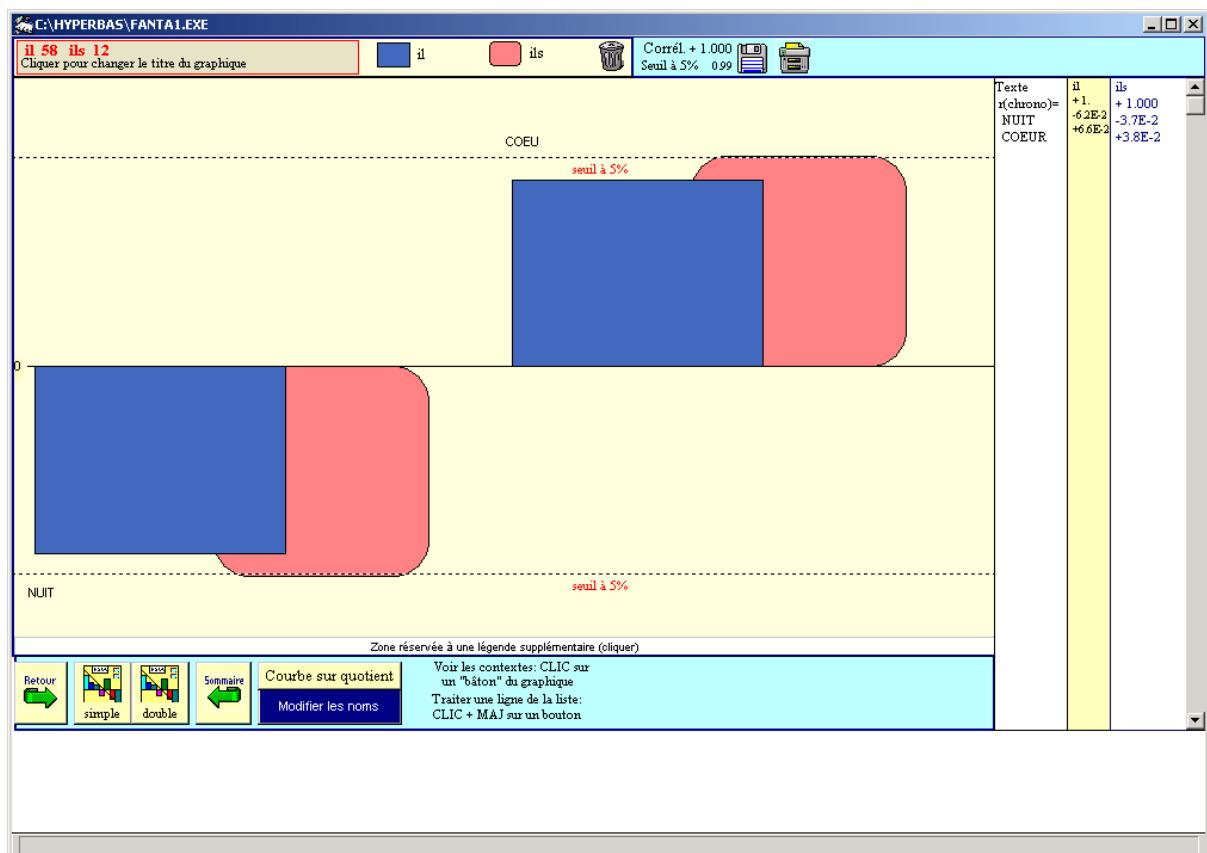 C:\HYPERBAS\FANTA1.EXE
il 58 ils 12
Cliquer pour changer le titre du graphique
il
ils
Corrél. + 1.000
Seuil à 5% 0.99
Texte il ils
r(chrono)= +1. + 1.000
NUIT -6.2E-2 -3.7E-2
COEUR +6.6E-2 +3.8E-2
COEU
seuil à 5%
0
seuil à 5%
NUIT
Zone réservée à une légende supplémentaire (cliquer)
Retour
simple
double
Sommaire
Courbe sur quotient
Modifier les noms
Voir les contextes: CLIC sur
un "bâton" du graphique
Traiter une ligne de la liste:
CLIC + MAJ sur un bouton